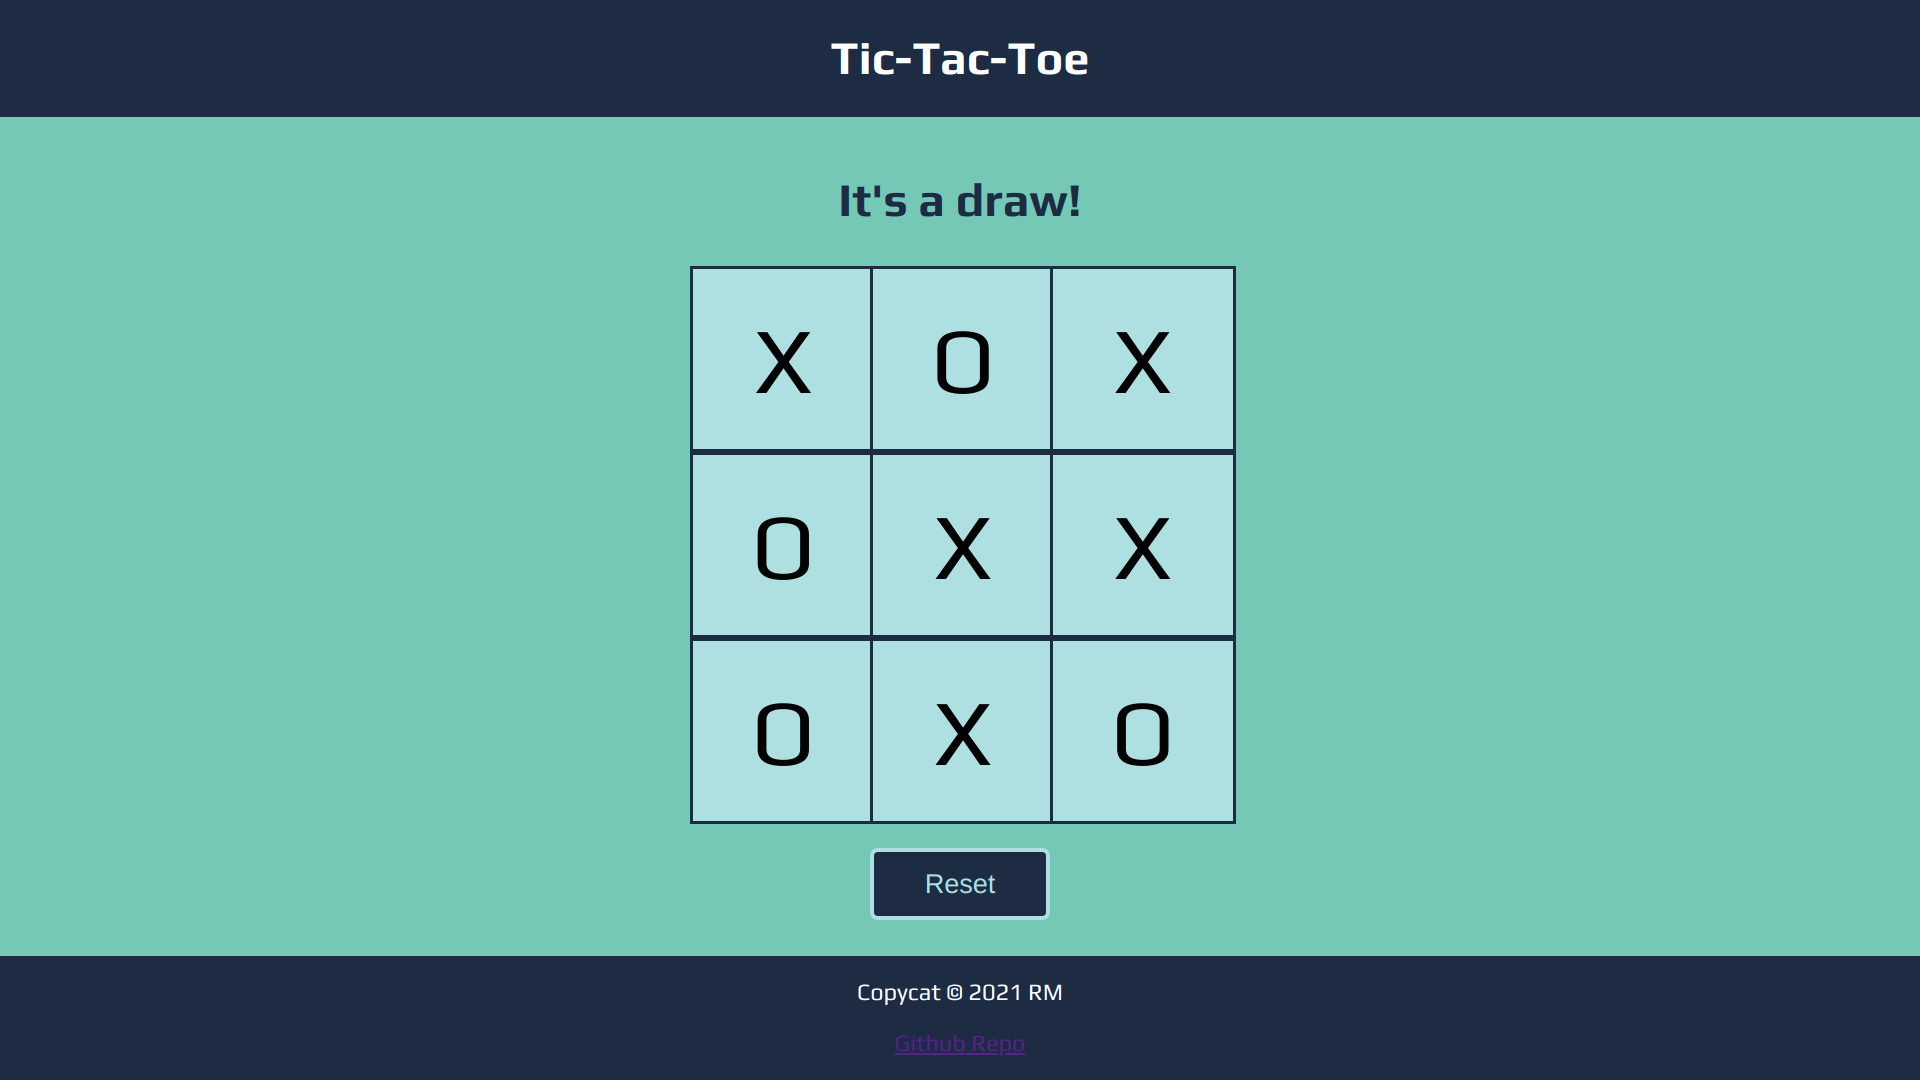 Tic-Tac-Toe
It's a draw!
X O X
O X X
O X O
Reset
Copycat © 2021 RM
Github Repo